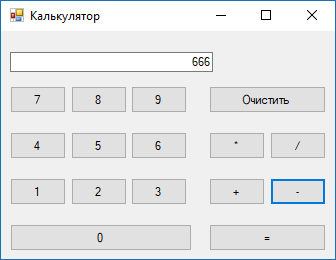 Калькулятор
666
7 8 9 Очистить
4 5 6 * /
1 2 3 + -
0 =